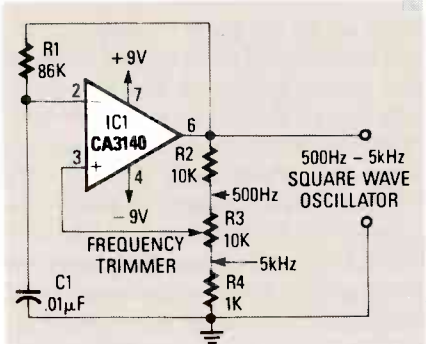 R1
86K
+9V
2
7
IC1
CA3140
6
3
+
4
-9V
R2
10K
500Hz
R3
10K
FREQUENCY
TRIMMER
5kHz
R4
1K
C1
.01µF
500Hz – 5kHz
SQUARE WAVE
OSCILLATOR